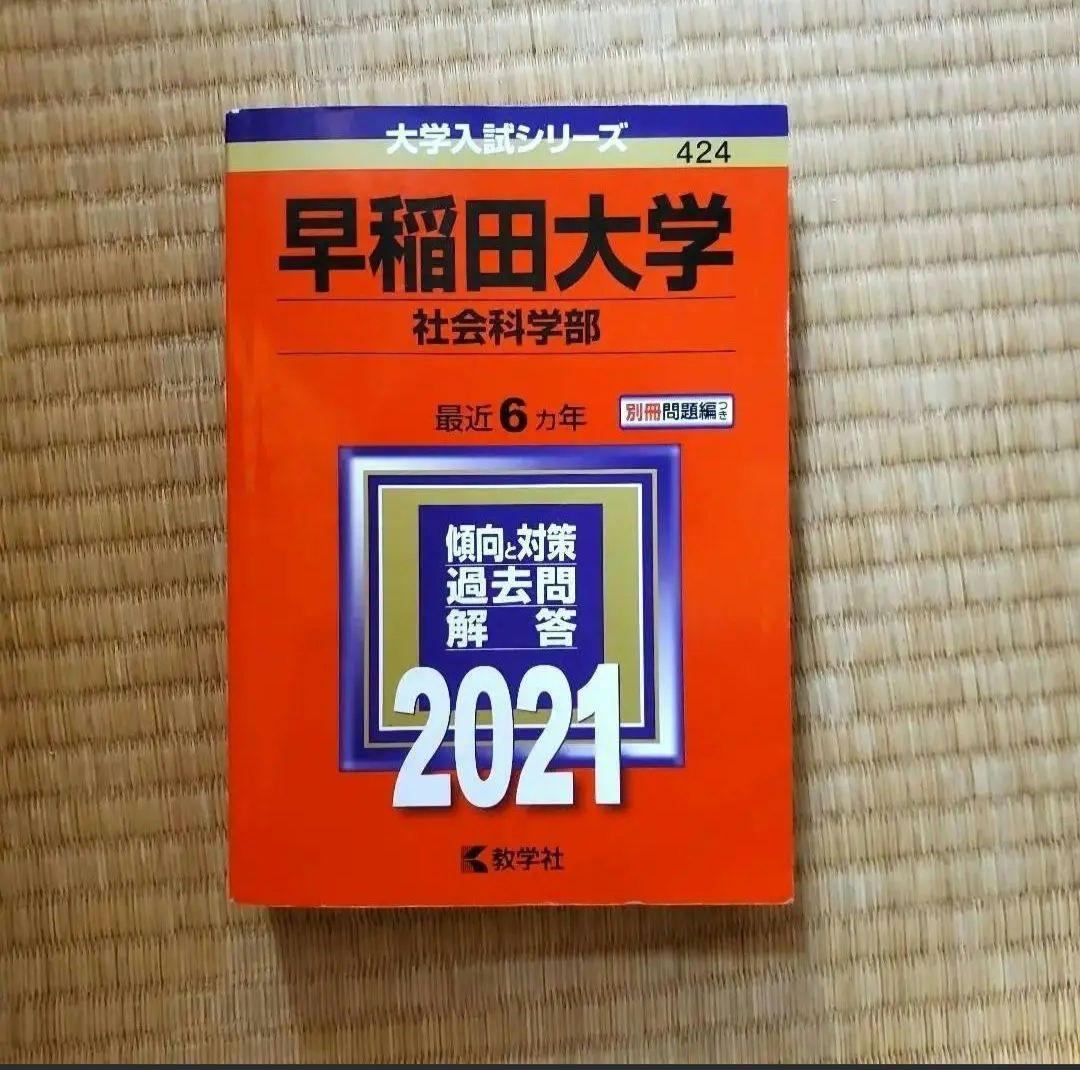 大学入試シリーズ
424
早稲田大学
社会科学部
最近6ヵ年
別冊問題編つき
傾向と対策
過去問
解答
2021
教学社